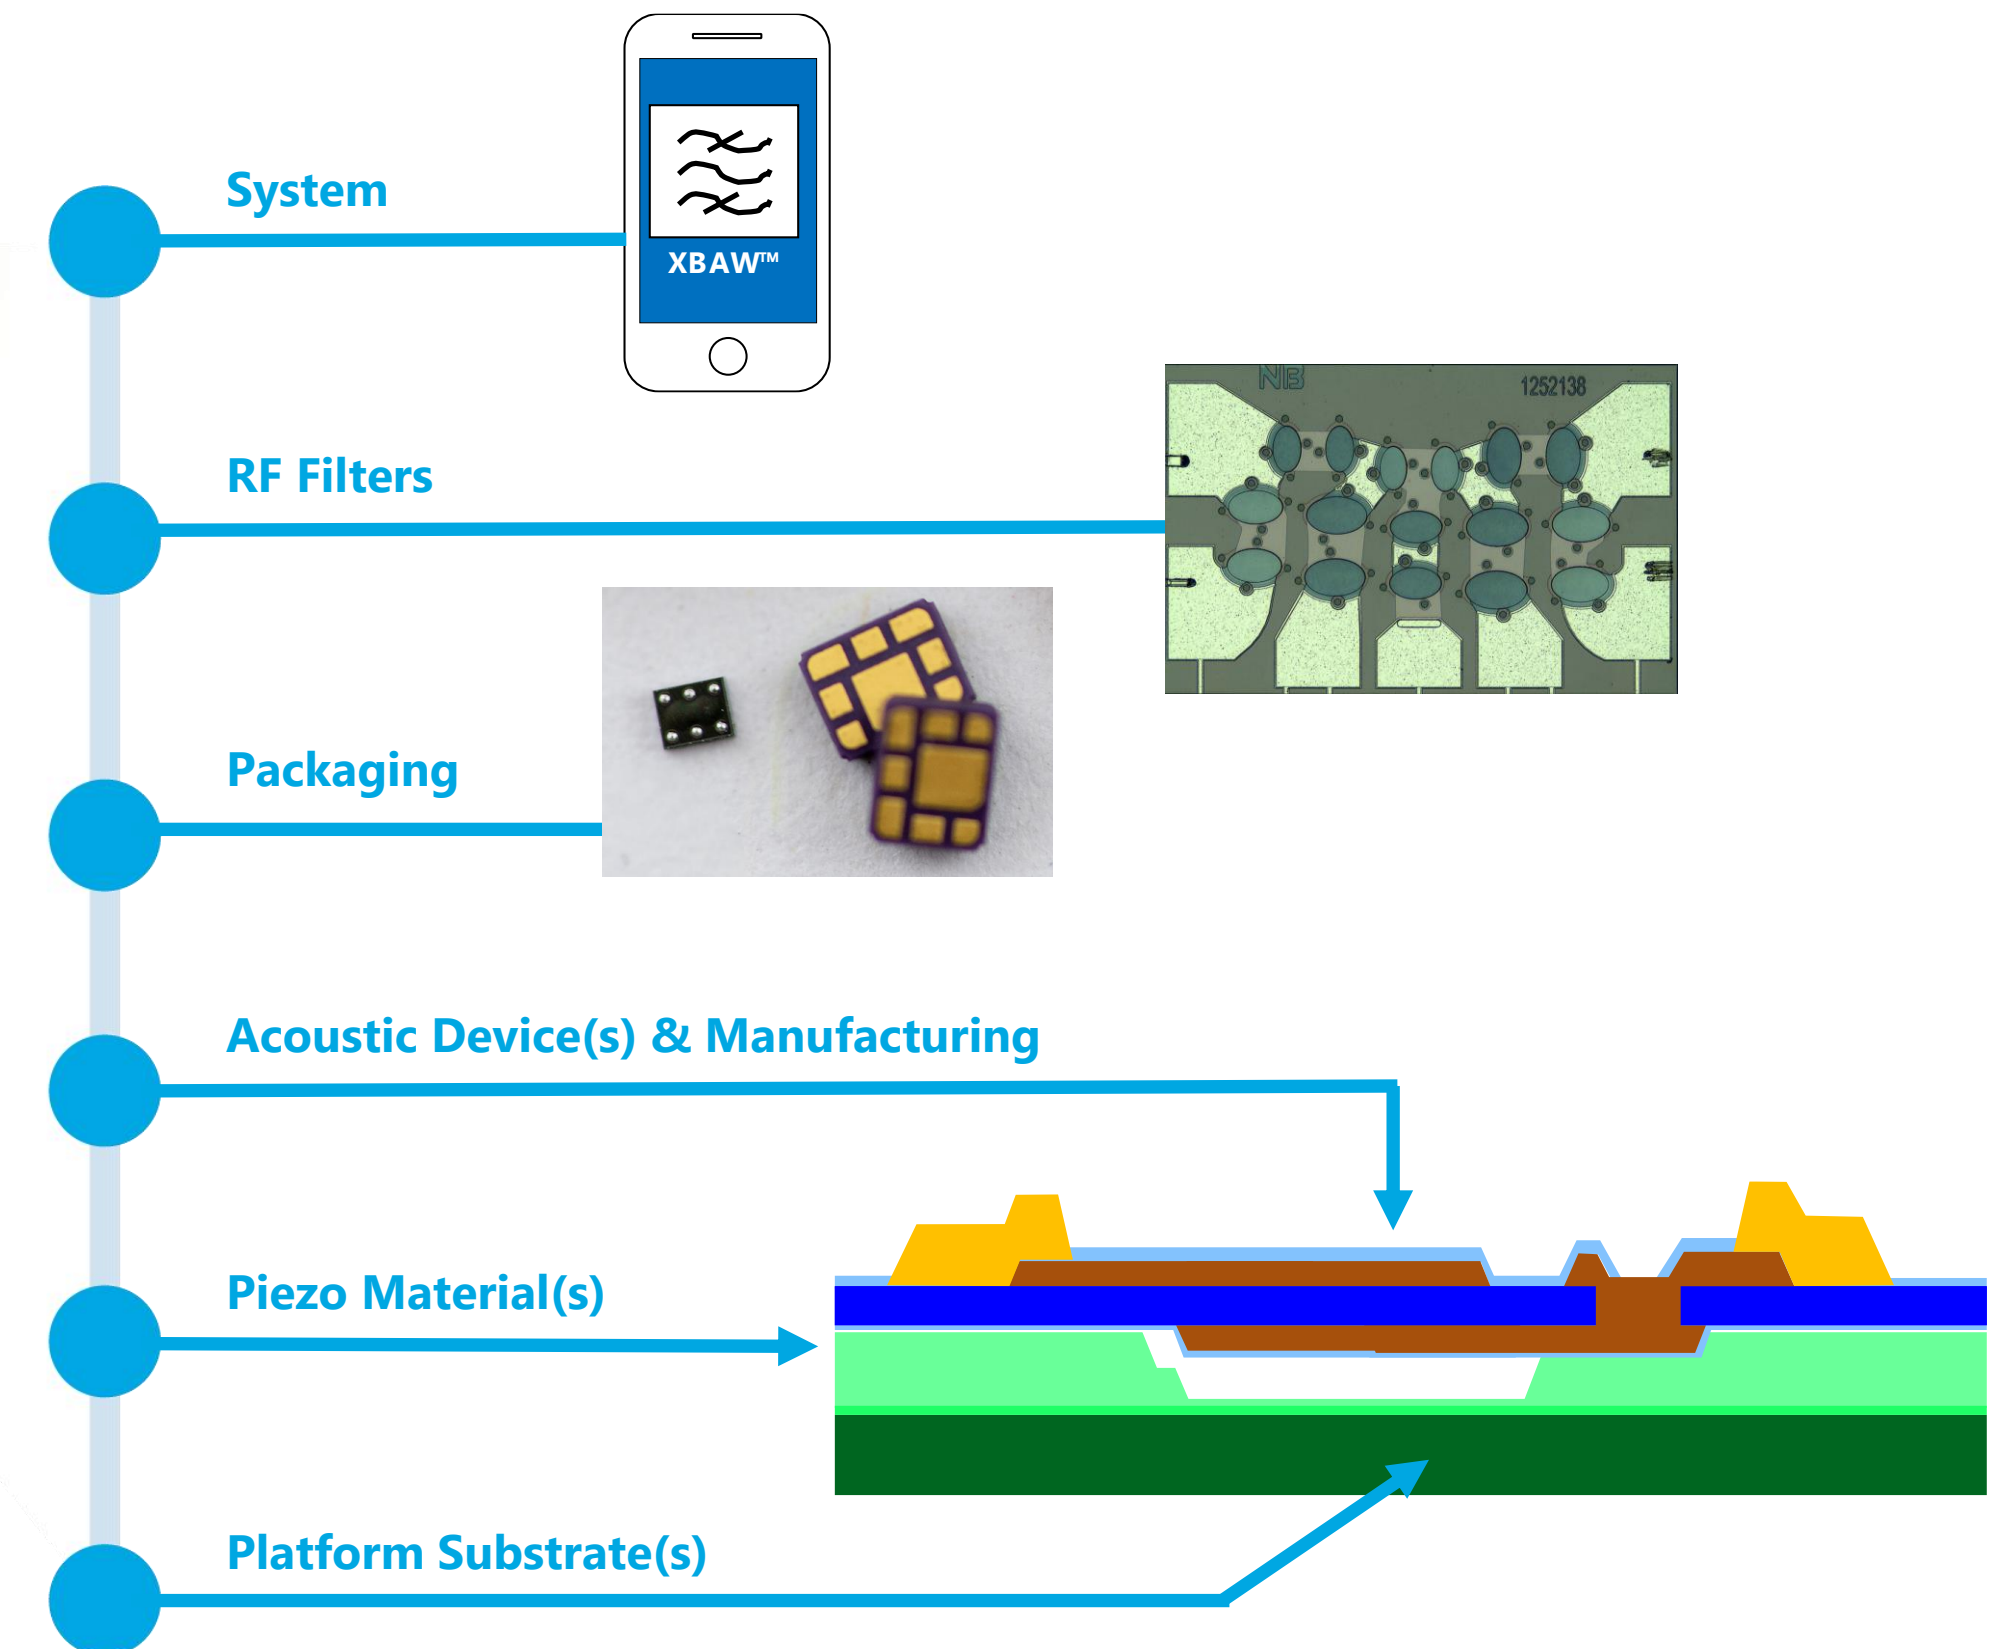 System
XBAW™
RF Filters
NB
1252138
Packaging
Acoustic Device(s) & Manufacturing
Piezo Material(s)
Platform Substrate(s)